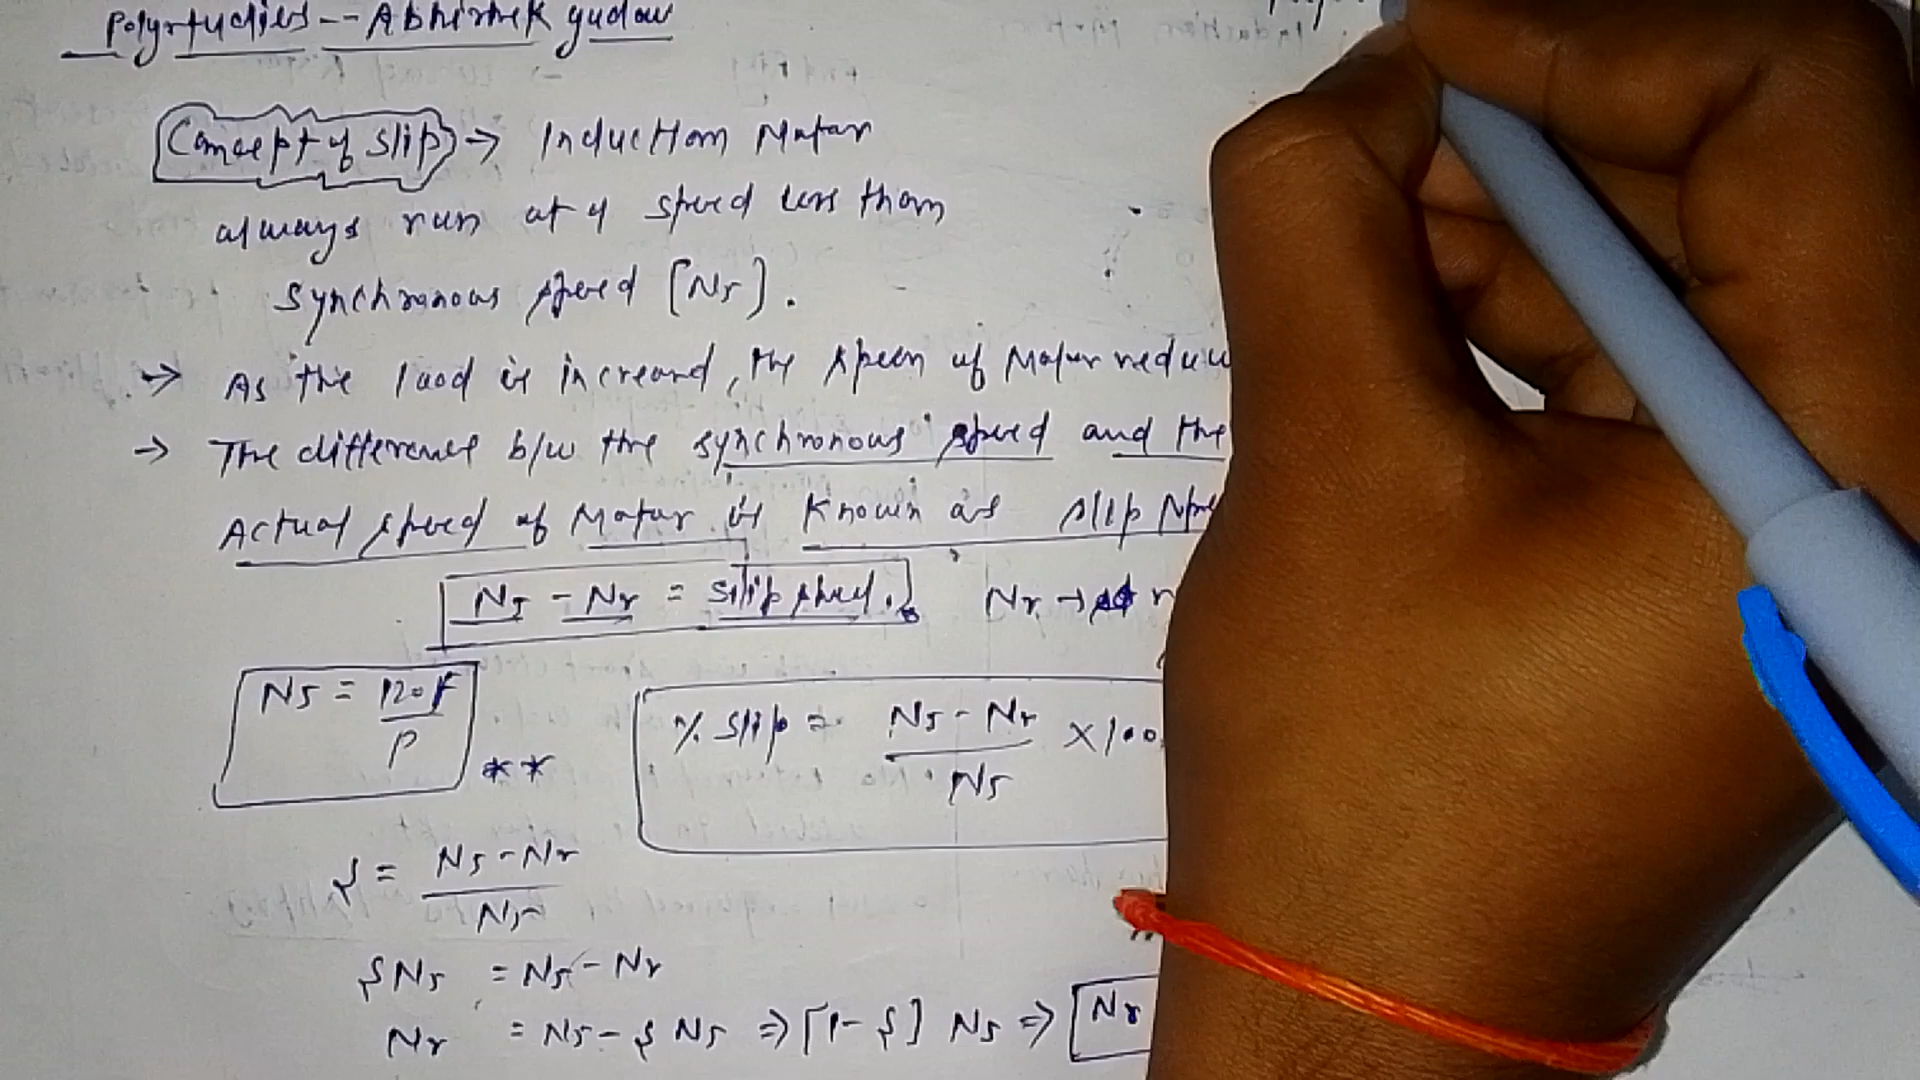 Polystudies -- Abhishek yadav
Concept of Slip → Induction Motor
always run at a speed less than
synchronous speed [Ns].
→ As the load is increased, the speed of Motor reduc
→ The difference b/w the synchronous speed and the
Actual speed of Motor is known as slip spe
Ns - Nr = slip speed. Nr →
Ns = 120f / P **
% slip = Ns - Nr / Ns × 100
s = Ns - Nr / Ns
sNs = Ns - Nr
Nr = Ns - s Ns ⇒ [1 - s] Ns ⇒ Nr